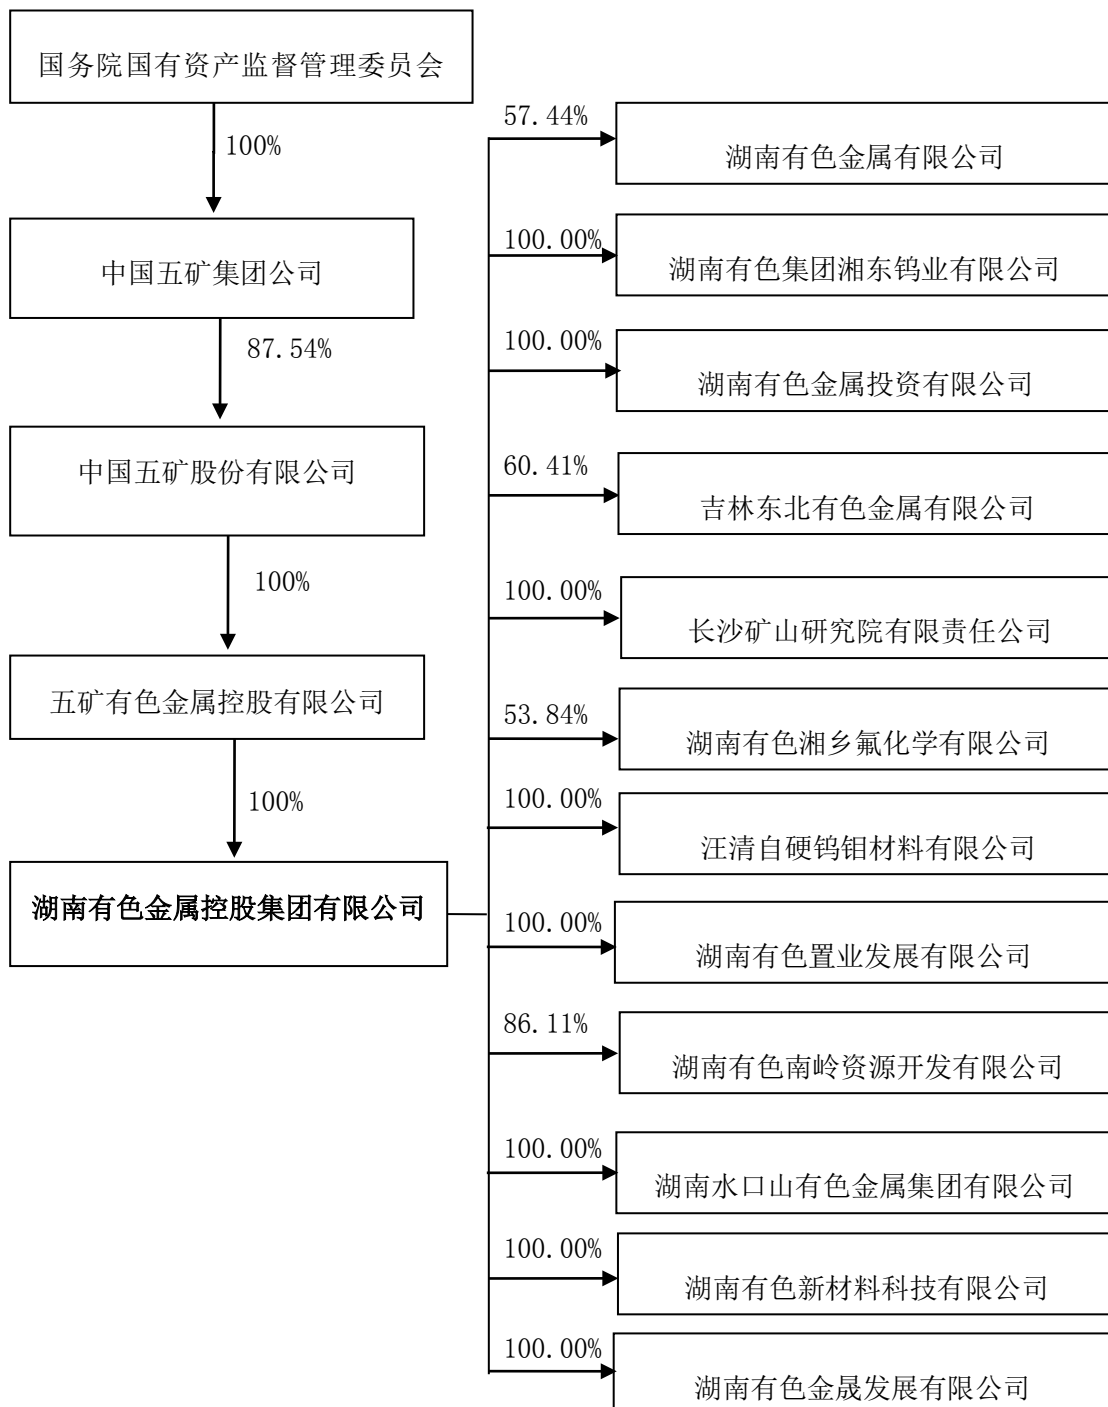 国务院国有资产监督管理委员会
100%
中国五矿集团公司
87.54%
中国五矿股份有限公司
100%
五矿有色金属控股有限公司
100%
湖南有色金属控股集团有限公司
57.44%
湖南有色金属有限公司
100.00%
湖南有色集团湘东钨业有限公司
100.00%
湖南有色金属投资有限公司
60.41%
吉林东北有色金属有限公司
100.00%
长沙矿山研究院有限责任公司
53.84%
湖南有色湘乡氟化学有限公司
100.00%
汪清自硬钨钼材料有限公司
100.00%
湖南有色置业发展有限公司
86.11%
湖南有色南岭资源开发有限公司
100.00%
湖南水口山有色金属集团有限公司
100.00%
湖南有色新材料科技有限公司
100.00%
湖南有色金晟发展有限公司